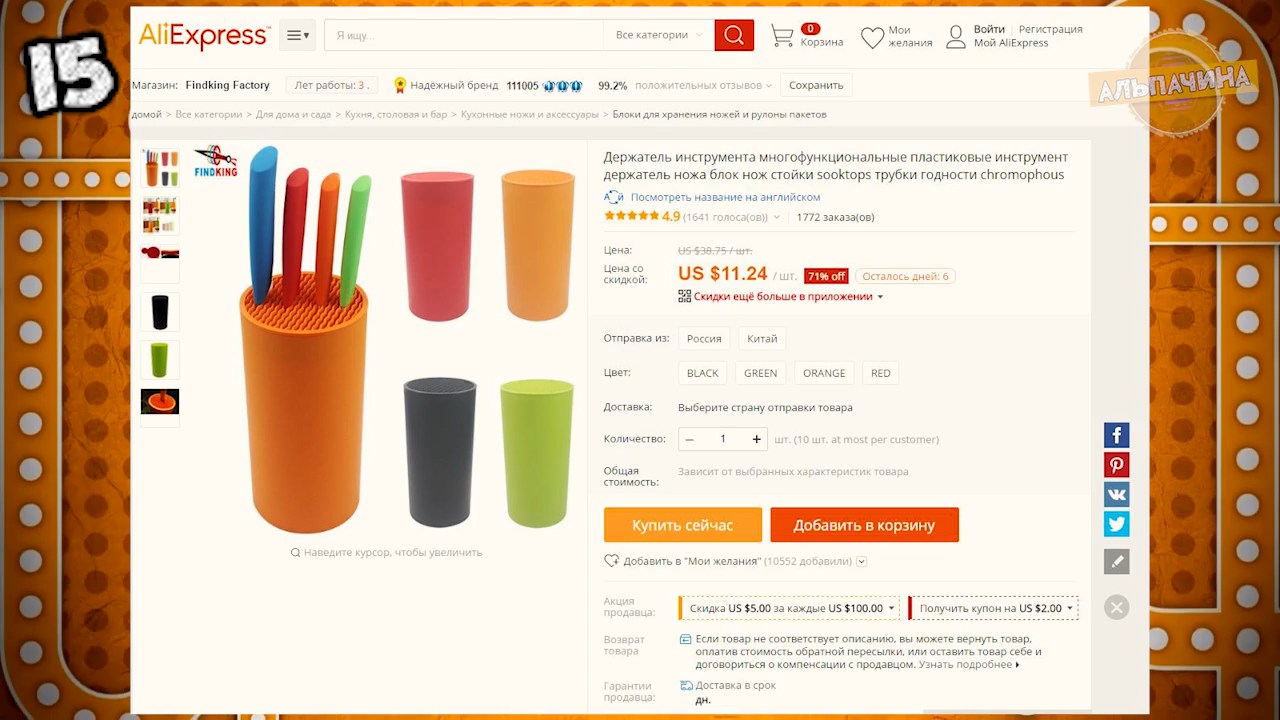 15
AliExpress™
Я ищу...
Все категории
0
Корзина
Мои желания
Войти | Регистрация
Мой AliExpress
АЛЬПАЧИНА
Магазин: Findking Factory
Лет работы: 3 .
Надёжный бренд
111005
99.2% положительных отзывов
Сохранить
домой > Все категории > Для дома и сада > Кухня, столовая и бар > Кухонные ножи и аксессуары > Блоки для хранения ножей и рулоны пакетов
FINDKING
Наведите курсор, чтобы увеличить
Держатель инструмента многофункциональные пластиковые инструмент
держатель ножа блок нож стойки sooktops трубки годности chromophous
Посмотреть название на английском
4.9 (1641 голоса(ов)) 1772 заказа(ов)
Цена: US $38.75 / шт.
Цена со скидкой: US $11.24 / шт. 71% off Осталось дней: 6
Скидки ещё больше в приложении
Отправка из: Россия Китай
Цвет: BLACK GREEN ORANGE RED
Доставка: Выберите страну отправки товара
Количество: – 1 + шт. (10 шт. at most per customer)
Общая стоимость: Зависит от выбранных характеристик товара
Купить сейчас Добавить в корзину
Добавить в "Мои желания" (10552 добавили)
Акция продавца: Скидка US $5.00 за каждые US $100.00 Получить купон на US $2.00
Возврат товара Если товар не соответствует описанию, вы можете вернуть товар,
оплатив стоимость обратной пересылки, или оставить товар себе и
договориться о компенсации с продавцом. Узнать подробнее
Гарантии продавца: Доставка в срок
дн.